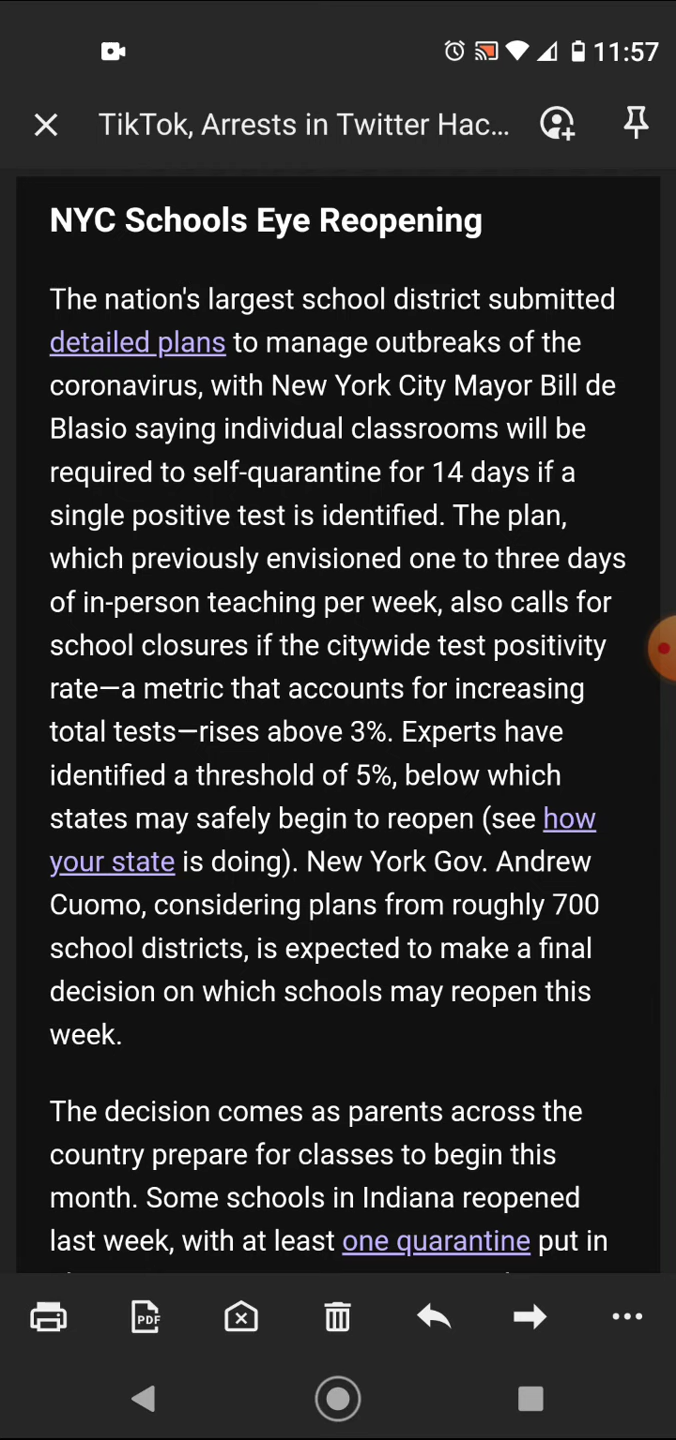 11:57
TikTok, Arrests in Twitter Hac...
NYC Schools Eye Reopening
The nation's largest school district submitted
detailed plans to manage outbreaks of the
coronavirus, with New York City Mayor Bill de
Blasio saying individual classrooms will be
required to self-quarantine for 14 days if a
single positive test is identified. The plan,
which previously envisioned one to three days
of in-person teaching per week, also calls for
school closures if the citywide test positivity
rate—a metric that accounts for increasing
total tests—rises above 3%. Experts have
identified a threshold of 5%, below which
states may safely begin to reopen (see how
your state is doing). New York Gov. Andrew
Cuomo, considering plans from roughly 700
school districts, is expected to make a final
decision on which schools may reopen this
week.
The decision comes as parents across the
country prepare for classes to begin this
month. Some schools in Indiana reopened
last week, with at least one quarantine put in
PDF